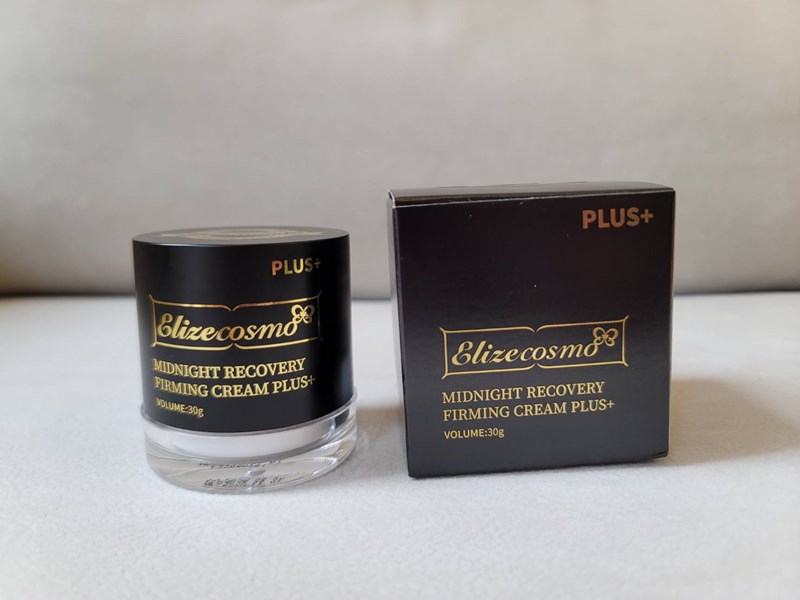 PLUS+
Elizecosmo
MIDNIGHT RECOVERY
FIRMING CREAM PLUS+
VOLUME:30g
PLUS+
Elizecosmo
MIDNIGHT RECOVERY
FIRMING CREAM PLUS+
VOLUME:30g